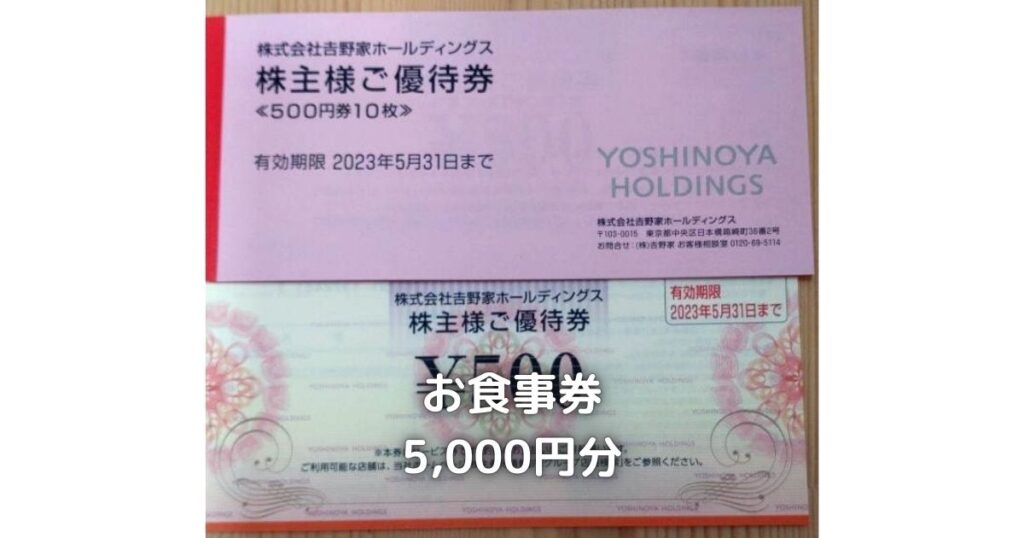 株式会社吉野家ホールディングス
株主様ご優待券
≪500円券10枚≫
有効期限 2023年5月31日まで
YOSHINOYA
HOLDINGS
株式会社吉野家ホールディングス
〒103-0015 東京都中央区日本橋箱崎町36番2号
お問合せ：(株)吉野家 お客様相談室 0120-69-5114
株式会社吉野家ホールディングス
株主様ご優待券
有効期限
2023年5月31日まで
¥500
お食事券
5,000円分
※本券
サービス
ご利用可能な店舗は、当
をご参照ください。
YOSHINOYA HOLDINGS